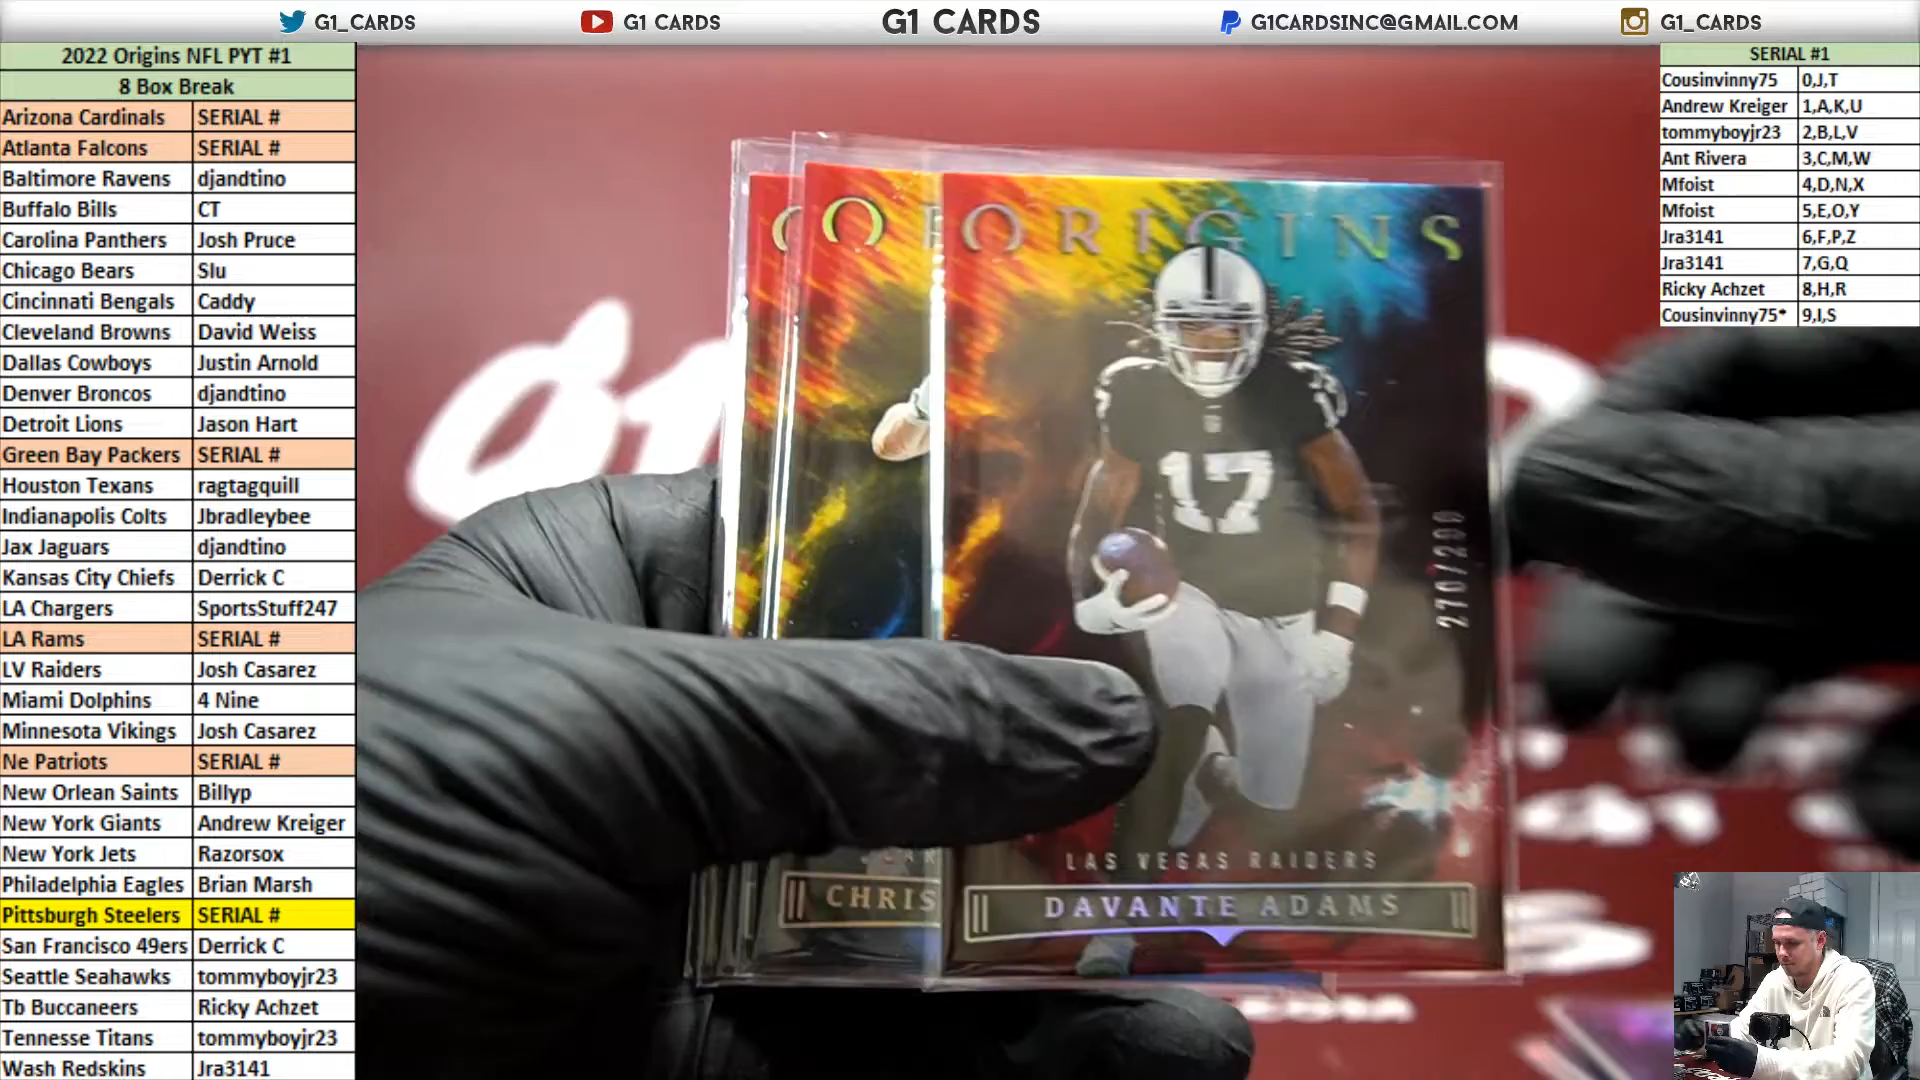 G1_CARDS
G1 CARDS
G1 CARDS
G1CARDSINC@GMAIL.COM
G1_CARDS
2022 Origins NFL PYT #1
8 Box Break
Arizona Cardinals SERIAL #
Atlanta Falcons SERIAL #
Baltimore Ravens djandtino
Buffalo Bills CT
Carolina Panthers Josh Pruce
Chicago Bears Slu
Cincinnati Bengals Caddy
Cleveland Browns David Weiss
Dallas Cowboys Justin Arnold
Denver Broncos djandtino
Detroit Lions Jason Hart
Green Bay Packers SERIAL #
Houston Texans ragtagquill
Indianapolis Colts Jbradleybee
Jax Jaguars djandtino
Kansas City Chiefs Derrick C
LA Chargers SportsStuff247
LA Rams SERIAL #
LV Raiders Josh Casarez
Miami Dolphins 4 Nine
Minnesota Vikings Josh Casarez
Ne Patriots SERIAL #
New Orlean Saints Billyp
New York Giants Andrew Kreiger
New York Jets Razorsox
Philadelphia Eagles Brian Marsh
Pittsburgh Steelers SERIAL #
San Francisco 49ers Derrick C
Seattle Seahawks tommyboyjr23
Tb Buccaneers Ricky Achzet
Tennesse Titans tommyboyjr23
Wash Redskins Jra3141
ORIGINS
17
LAS VEGAS RAIDERS
DAVANTE ADAMS
CHRIS
SERIAL #1
Cousinvinny75 0,J,T
Andrew Kreiger 1,A,K,U
tommyboyjr23 2,B,L,V
Ant Rivera 3,C,M,W
Mfoist 4,D,N,X
Mfoist 5,E,O,Y
Jra3141 6,F,P,Z
Jra3141 7,G,Q
Ricky Achzet 8,H,R
Cousinvinny75* 9,I,S